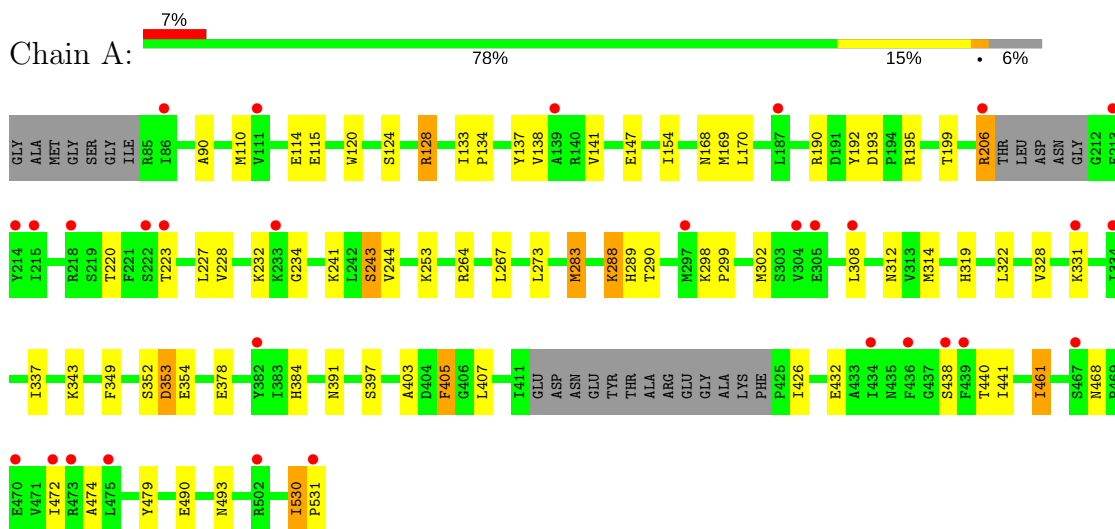 7%
Chain A:
78% 15% • 6%
GLY ALA MET GLY SER GLY ILE R85 I86 A90 M110 V111 E114 E115 W120 S124 R128 I133 P134 Y137 V138 A139 R140 V141 E147 I154 N168 M169 L170 L187 R190 D191 Y192 D193 P194 R195 T199 R206 THR LEU ASP ASN GLY G212
Y214 I215 R218 S219 T220 F221 S222 T223 L227 V228 K232 K233 G234 K241 L242 S243 V244 K253 R264 L267 L273 M283 K288 H289 T290 M297 K298 P299 M302 S303 V304 E305 L308 N312 V313 M314 H319 L322 V328 K331
I337 K343 F349 S352 D353 E354 E378 Y382 I383 H384 N391 S397 A403 D404 F405 G406 L407 I411 GLU ASP ASN GLU TYR THR ALA ARG GLU GLY ALA LYS PHE P425 I426 E432 A433 I434 N435 F436 G437 S438 F439 T440 I441 I461 S467 N468
E470 V471 I472 R473 A474 L475 Y479 E490 N493 R502 I530 P531